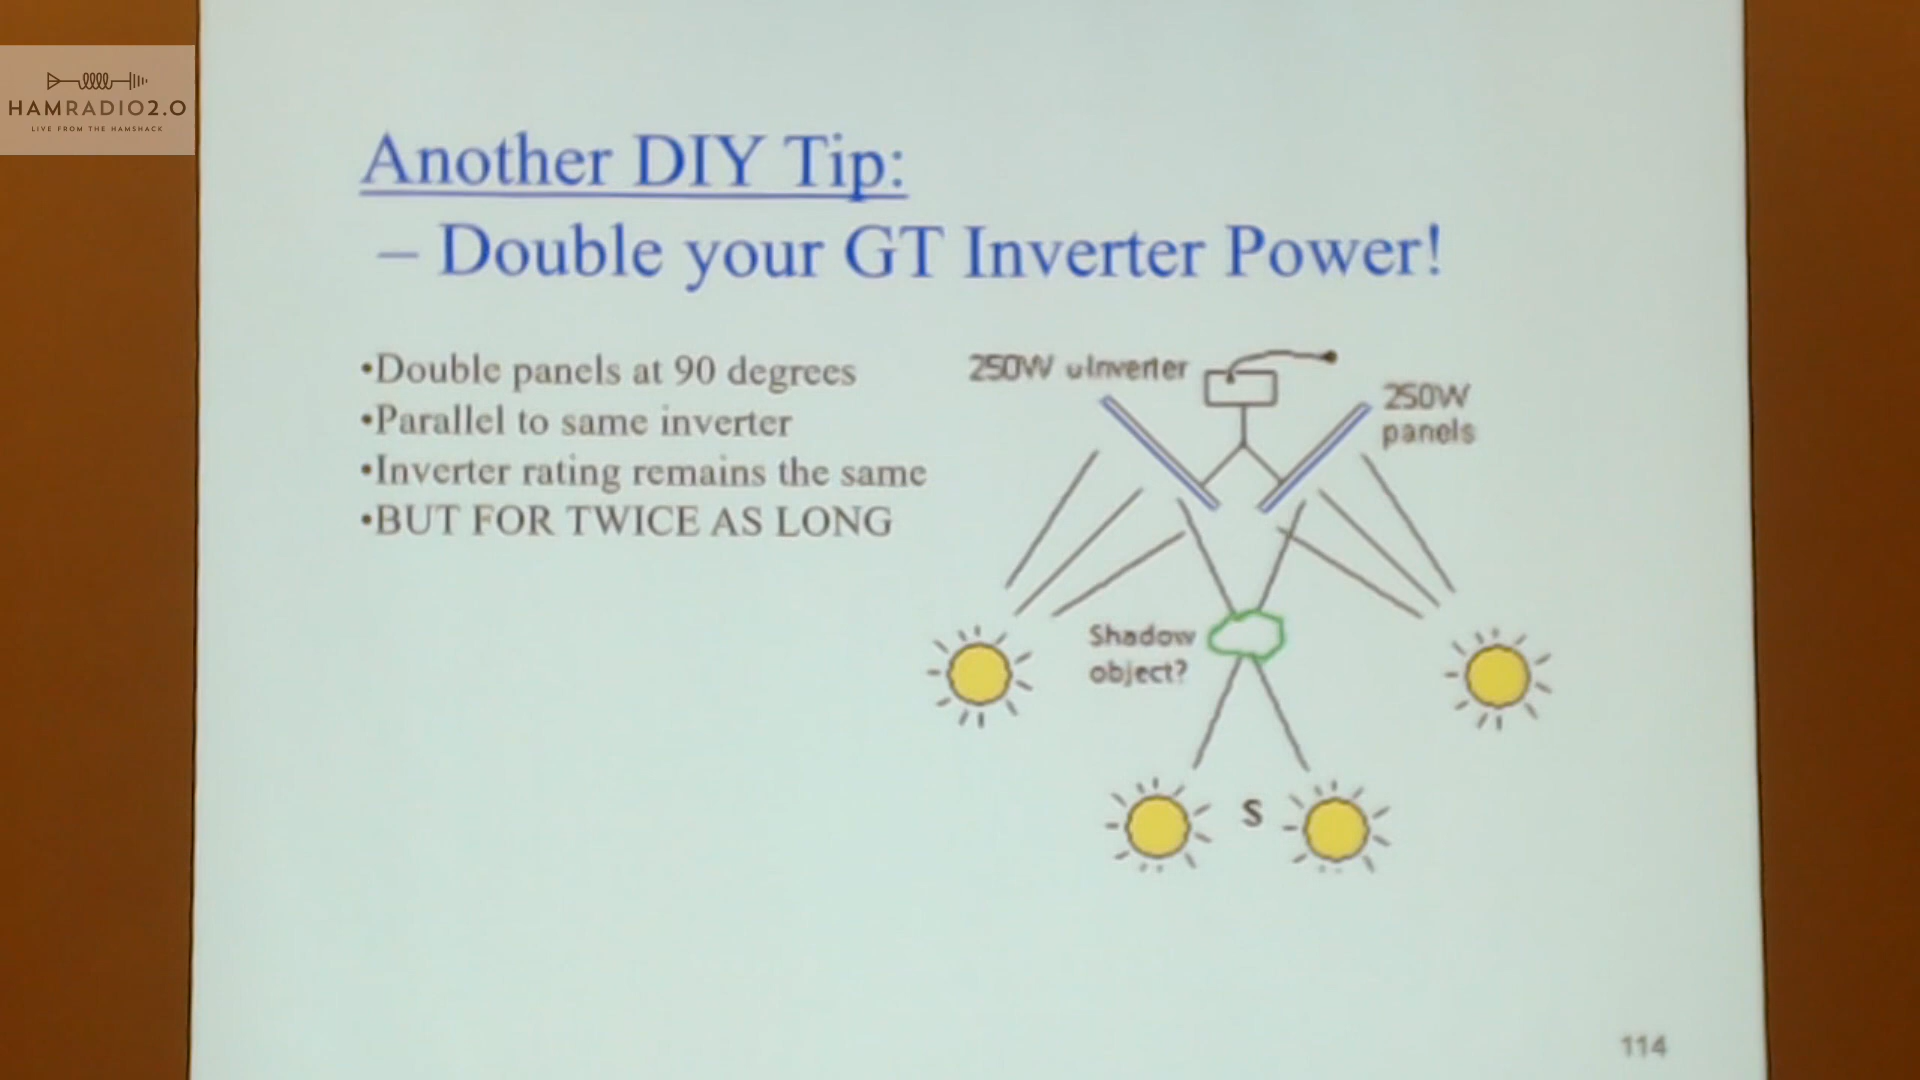 HAMRADIO2.0
LIVE FROM THE HAMSHACK
Another DIY Tip:
– Double your GT Inverter Power!
•Double panels at 90 degrees
•Parallel to same inverter
•Inverter rating remains the same
•BUT FOR TWICE AS LONG
250W uInverter
250W
panels
Shadow
object?
S
114